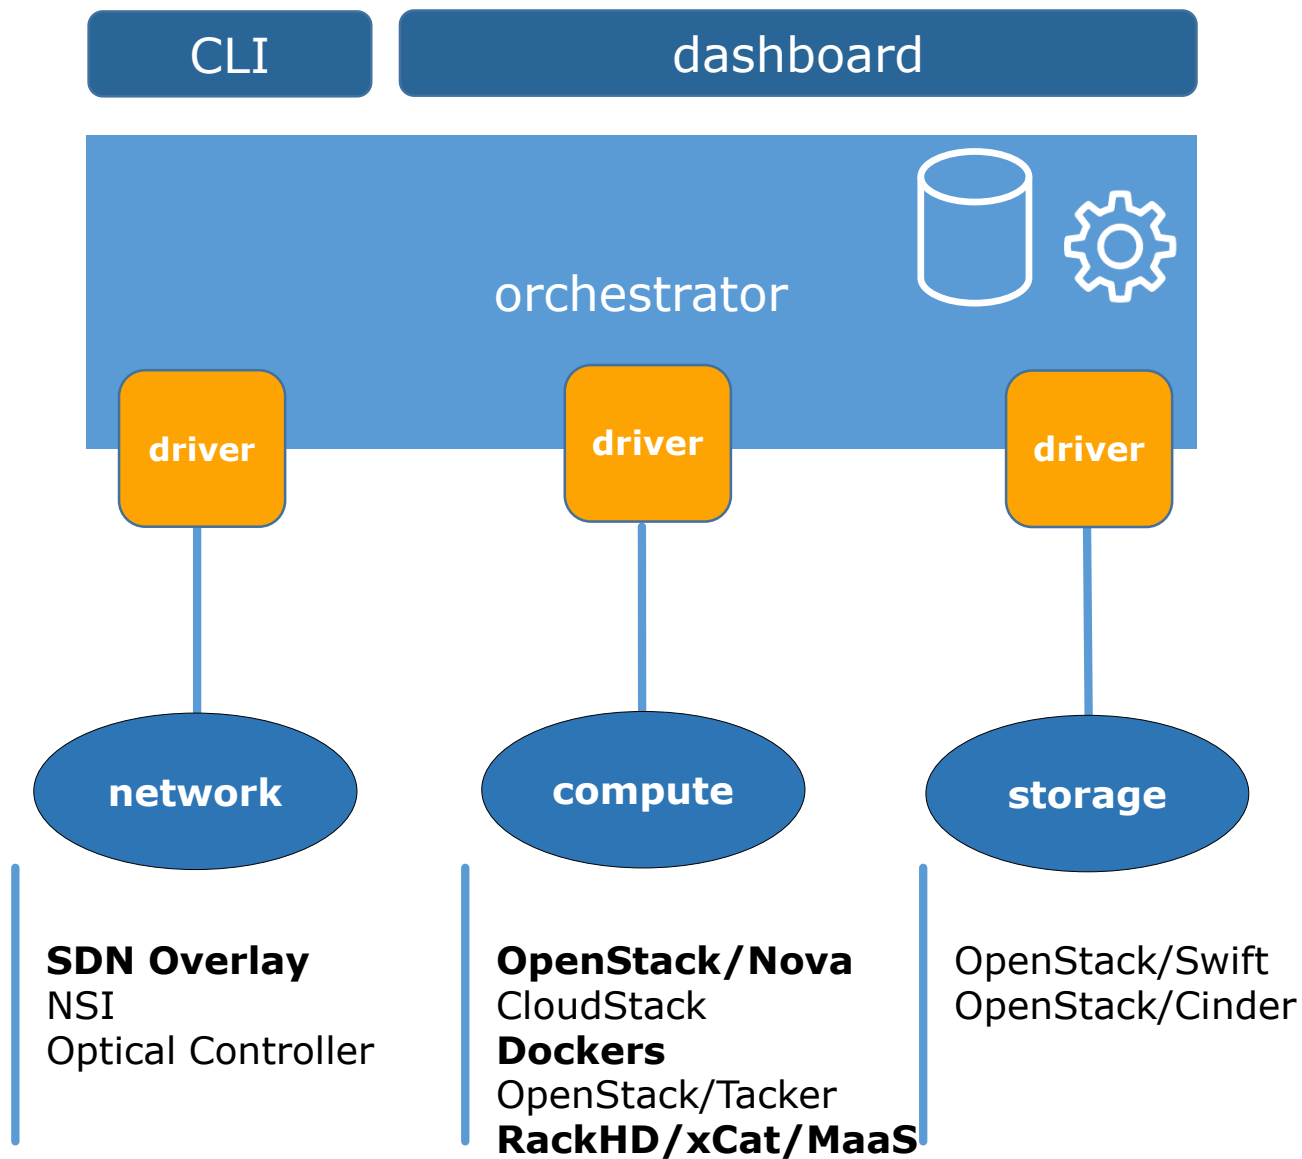 CLI
dashboard
orchestrator
driver
driver
driver
network
compute
storage
SDN Overlay
NSI
Optical Controller
OpenStack/Nova
CloudStack
Dockers
OpenStack/Tacker
RackHD/xCat/MaaS
OpenStack/Swift
OpenStack/Cinder